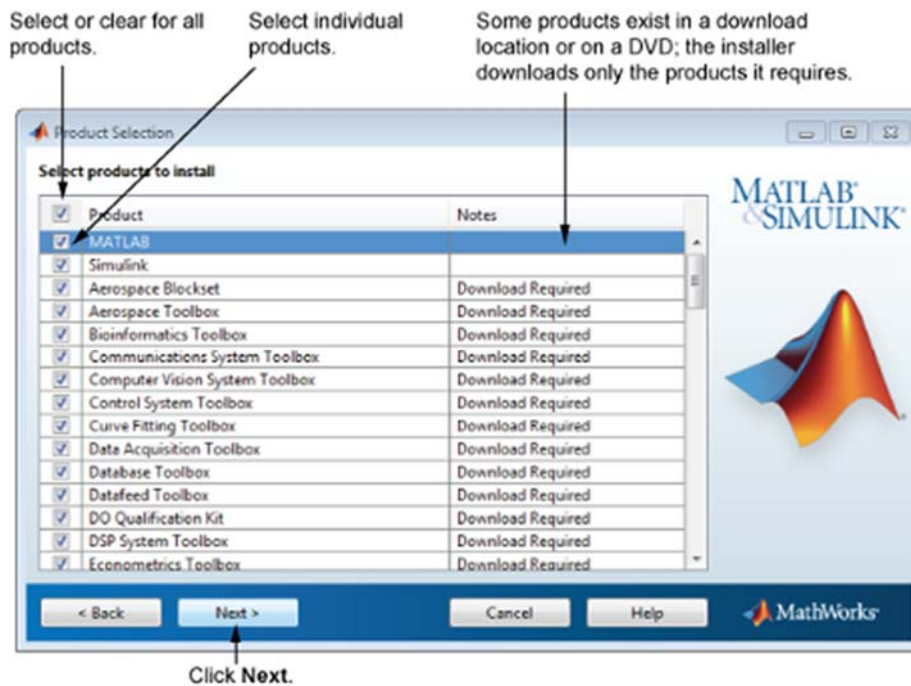 Select or clear for all
products.
Select individual
products.
Some products exist in a download
location or on a DVD; the installer
downloads only the products it requires.
Product Selection
Select products to install
Product Notes
MATLAB
Simulink
Aerospace Blockset Download Required
Aerospace Toolbox Download Required
Bioinformatics Toolbox Download Required
Communications System Toolbox Download Required
Computer Vision System Toolbox Download Required
Control System Toolbox Download Required
Curve Fitting Toolbox Download Required
Data Acquisition Toolbox Download Required
Database Toolbox Download Required
Datafeed Toolbox Download Required
DO Qualification Kit Download Required
DSP System Toolbox Download Required
Econometrics Toolbox Download Required
MATLAB®
&SIMULINK®
< Back Next > Cancel Help MathWorks®
Click Next.